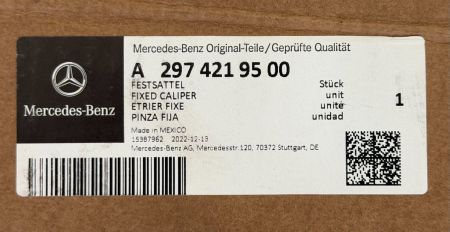 Mercedes-Benz
Mercedes-Benz Original-Teile/Geprüfte Qualität
A 297 421 95 00
FESTSATTEL Stück
FIXED CALIPER unit
ETRIER FIXE unité 1
PINZA FIJA unidad
Made in MEXICO
15387962 2022-12-13
Mercedes-Benz AG, Mercedesstr.120, 70372 Stuttgart, DE